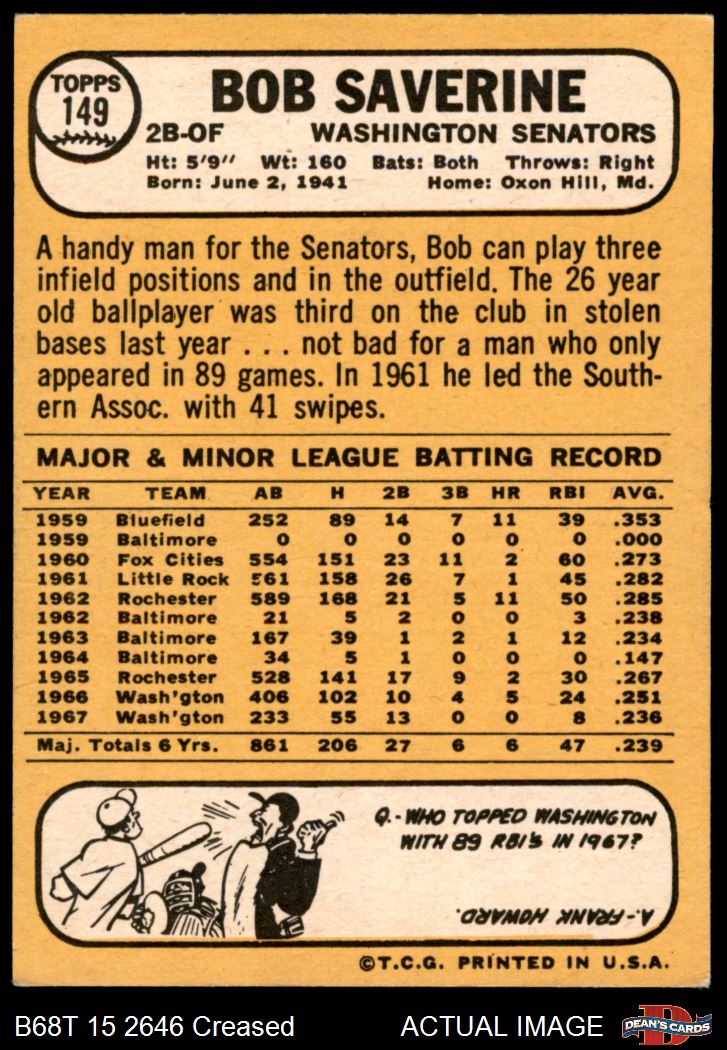 TOPPS
149
BOB SAVERINE
2B-OF WASHINGTON SENATORS
Ht: 5'9" Wt: 160 Bats: Both Throws: Right
Born: June 2, 1941 Home: Oxon Hill, Md.
A handy man for the Senators, Bob can play three
infield positions and in the outfield. The 26 year
old ballplayer was third on the club in stolen
bases last year . . . not bad for a man who only
appeared in 89 games. In 1961 he led the South-
ern Assoc. with 41 swipes.
MAJOR & MINOR LEAGUE BATTING RECORD
YEAR TEAM AB H 2B 3B HR RBI AVG.
1959 Bluefield 252 89 14 7 11 39 .353
1959 Baltimore 0 0 0 0 0 0 .000
1960 Fox Cities 554 151 23 11 2 60 .273
1961 Little Rock 561 158 26 7 1 45 .282
1962 Rochester 589 168 21 5 11 50 .285
1962 Baltimore 21 5 2 0 0 3 .238
1963 Baltimore 167 39 1 2 1 12 .234
1964 Baltimore 34 5 1 0 0 0 .147
1965 Rochester 528 141 17 9 2 30 .267
1966 Wash'gton 406 102 10 4 5 24 .251
1967 Wash'gton 233 55 13 0 0 8 .236
Maj. Totals 6 Yrs. 861 206 27 6 6 47 .239
Q.-WHO TOPPED WASHINGTON
WITH 89 RBI'S IN 1967?
A.-FRANK HOWARD.
©T.C.G. PRINTED IN U.S.A.
B68T 15 2646 Creased ACTUAL IMAGE
DEAN'S CARDS